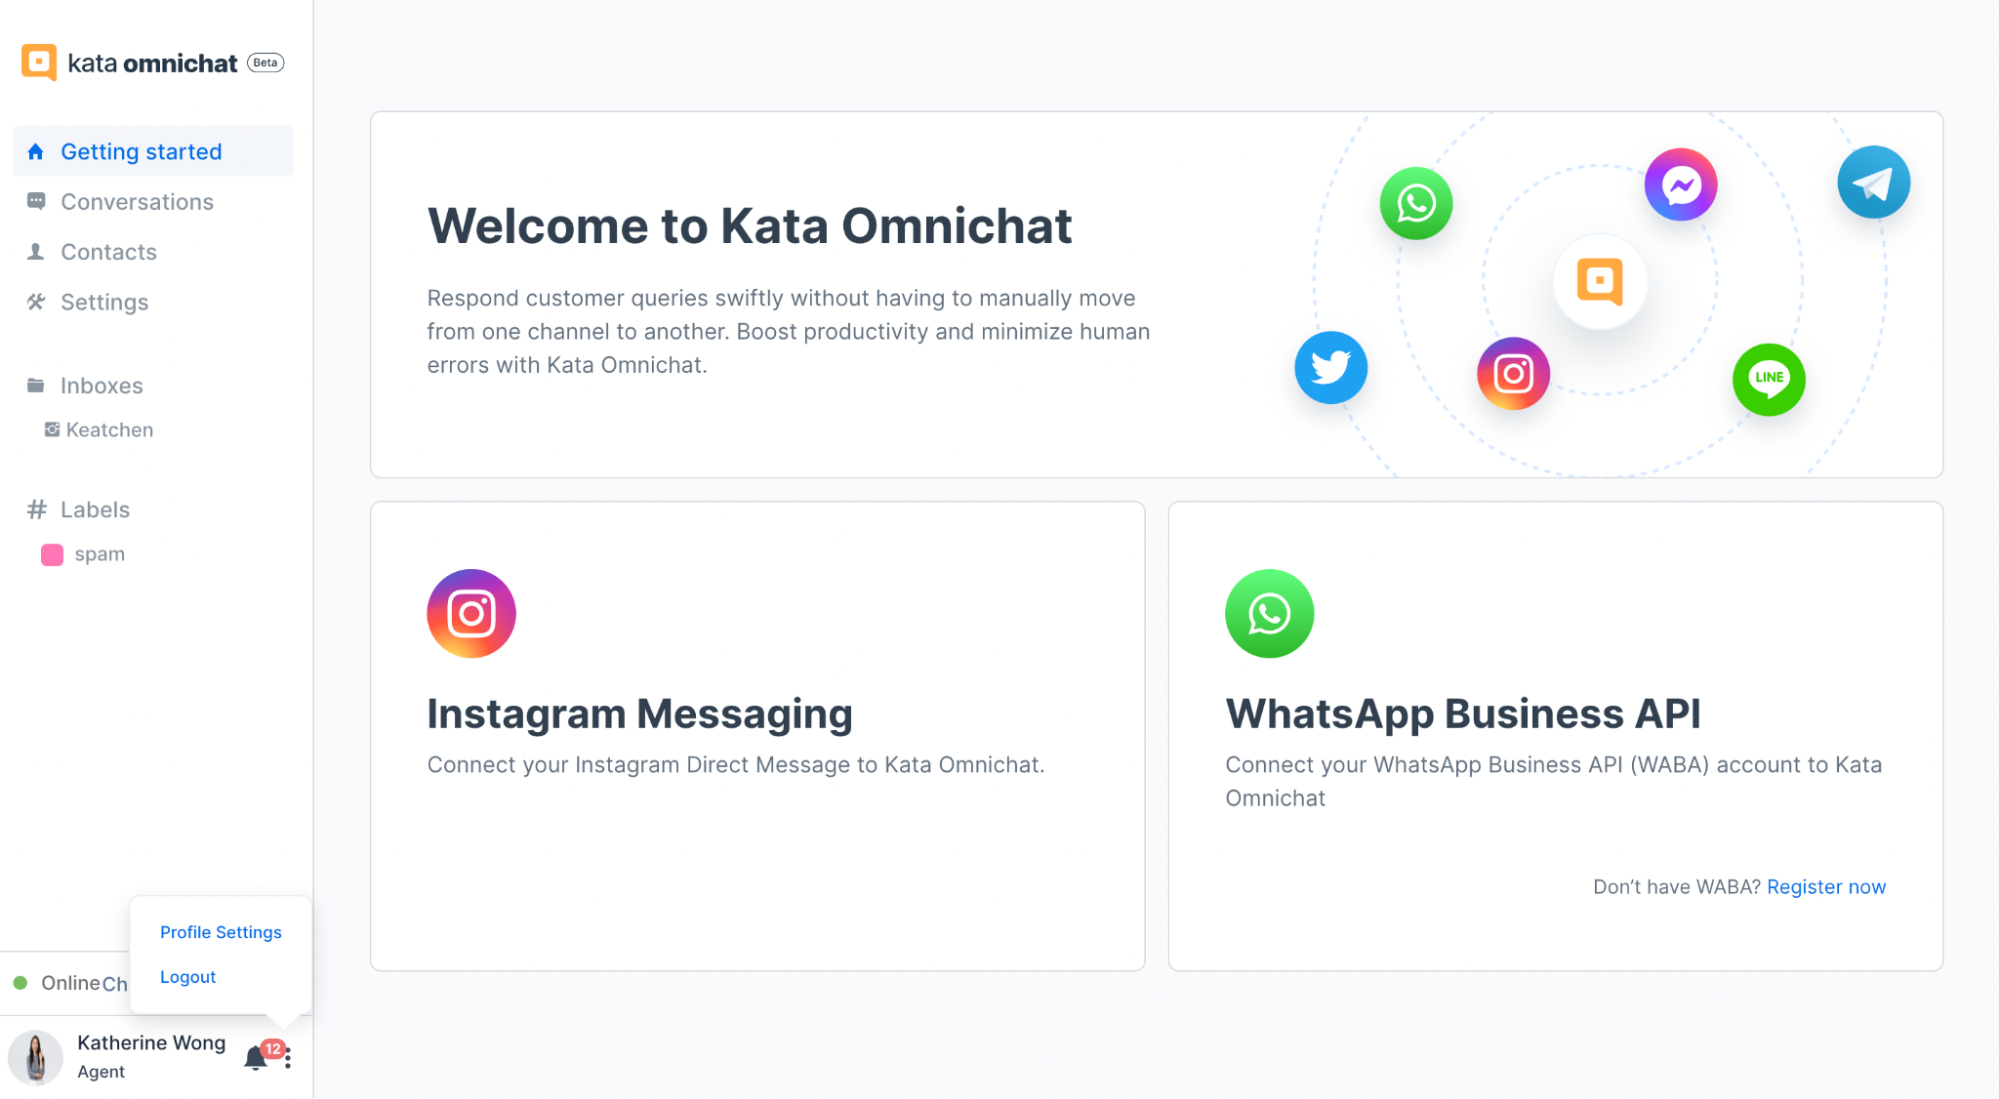 kata omnichat Beta
Getting started
Conversations
Contacts
Settings
Inboxes
Keatchen
Labels
spam
Profile Settings
Logout
Online Ch
Katherine Wong
12
Agent
Welcome to Kata Omnichat
Respond customer queries swiftly without having to manually move
from one channel to another. Boost productivity and minimize human
errors with Kata Omnichat.
LINE
Instagram Messaging
Connect your Instagram Direct Message to Kata Omnichat.
WhatsApp Business API
Connect your WhatsApp Business API (WABA) account to Kata
Omnichat
Don’t have WABA? Register now